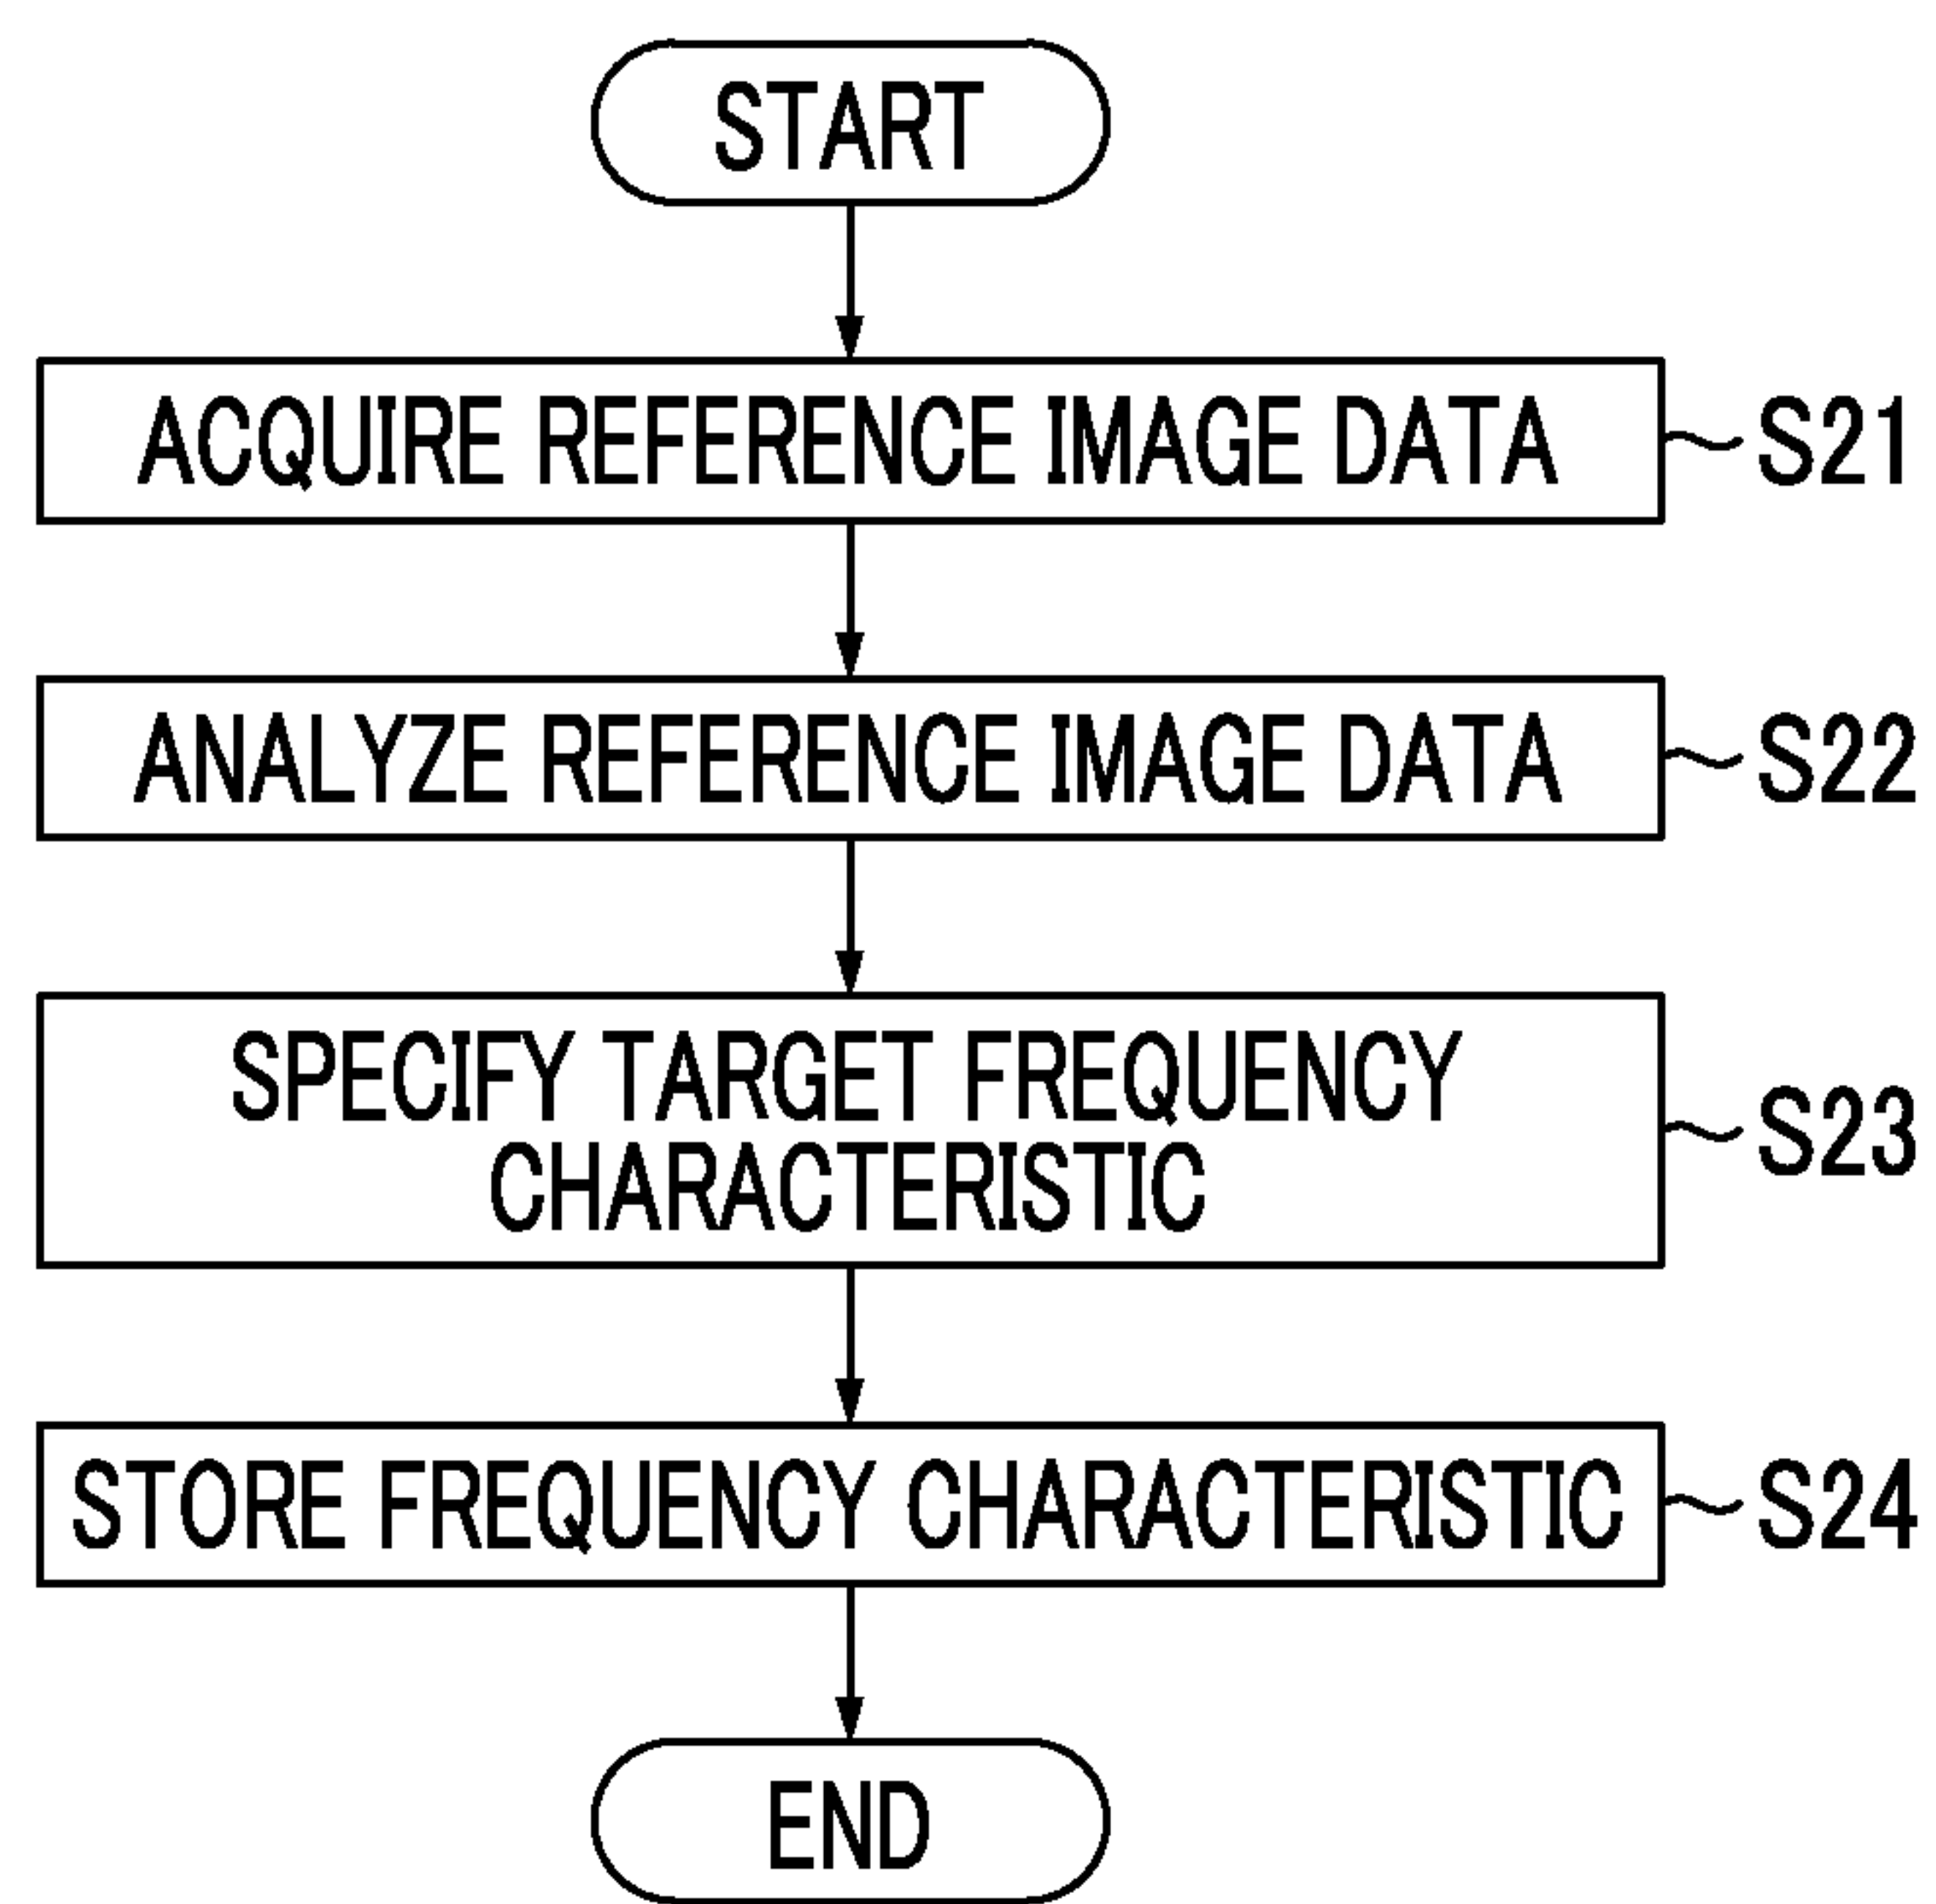 START
ACQUIRE REFERENCE IMAGE DATA
S21
ANALYZE REFERENCE IMAGE DATA
S22
SPECIFY TARGET FREQUENCY
CHARACTERISTIC
S23
STORE FREQUENCY CHARACTERISTIC
S24
END